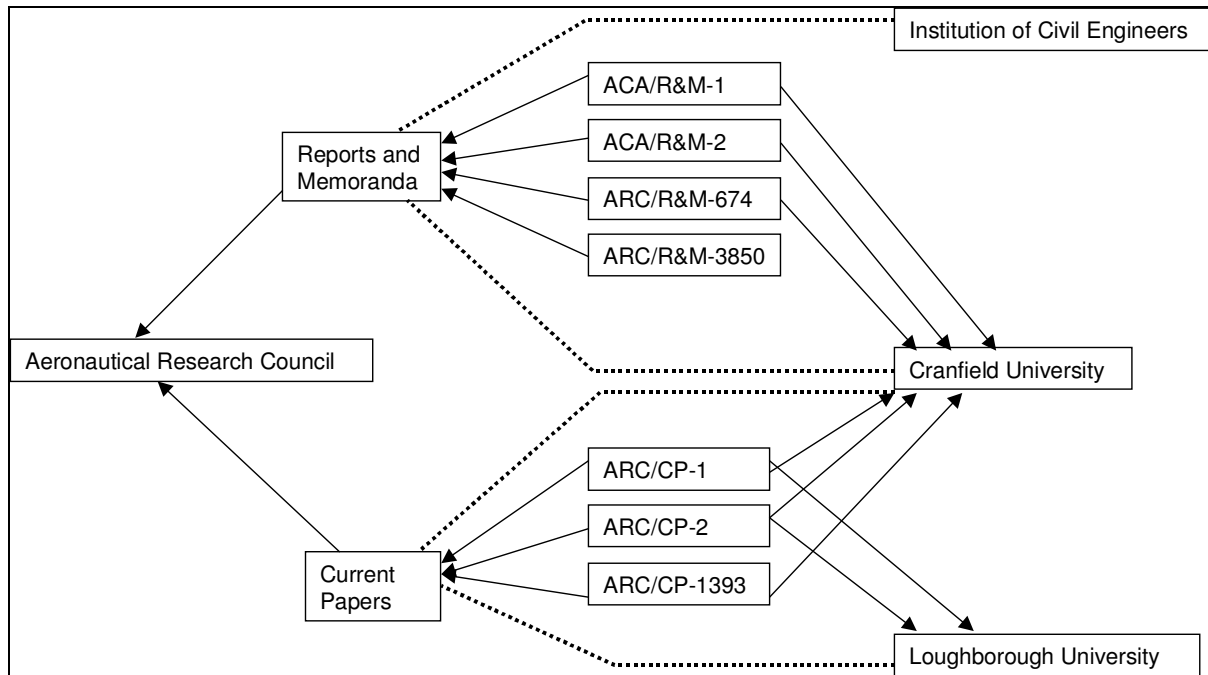 Institution of Civil Engineers
ACA/R&M-1
ACA/R&M-2
Reports and
Memoranda
ARC/R&M-674
ARC/R&M-3850
Aeronautical Research Council
Cranfield University
ARC/CP-1
ARC/CP-2
Current
Papers
ARC/CP-1393
Loughborough University